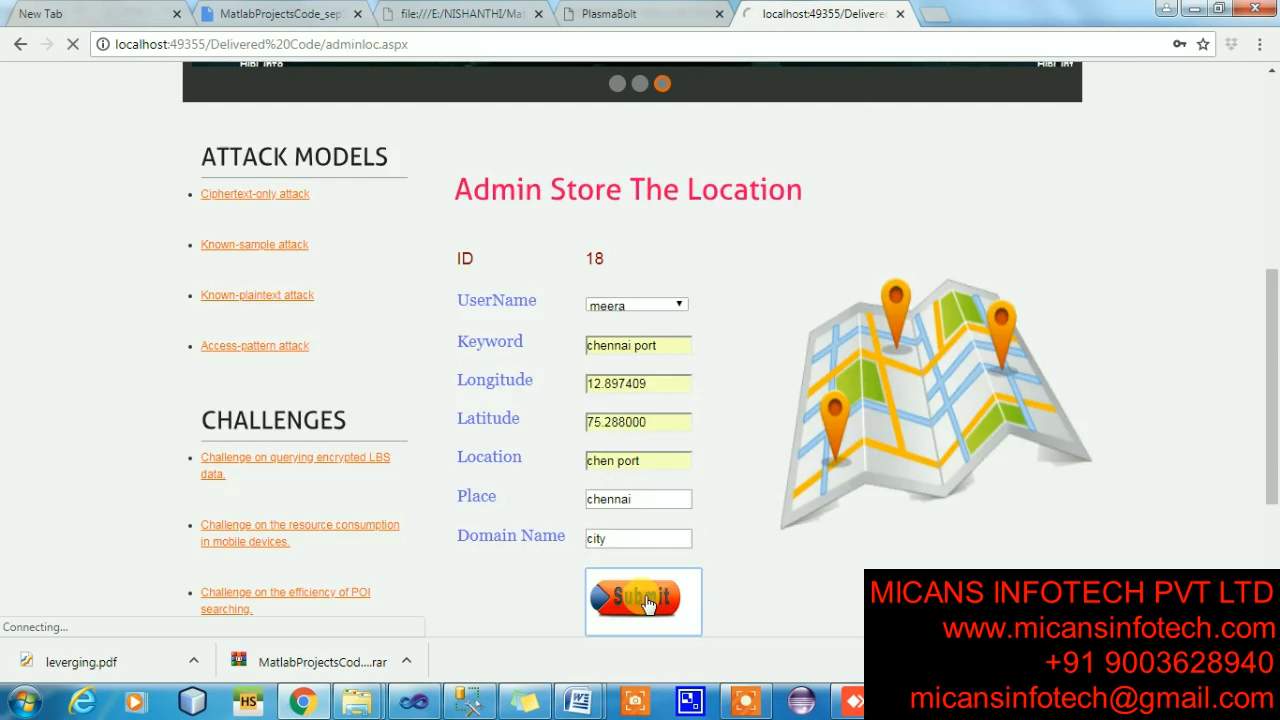 New Tab
MatlabProjectsCode_sep
file:///E:/NISHANTHI/Mat
PlasmaBolt
localhost:49355/Delivere
localhost:49355/Delivered%20Code/adminloc.aspx
ATTACK MODELS
Ciphertext-only attack
Known-sample attack
Known-plaintext attack
Access-pattern attack
CHALLENGES
Challenge on querying encrypted LBS
data.
Challenge on the resource consumption
in mobile devices.
Challenge on the efficiency of POI
searching.
Admin Store The Location
ID 18
UserName meera
Keyword chennai port
Longitude 12.897409
Latitude 75.288000
Location chen port
Place chennai
Domain Name city
Submit
Connecting...
leverging.pdf
MatlabProjectsCod....rar
HS
MICANS INFOTECH PVT LTD
www.micansinfotech.com
+91 9003628940
micansinfotech@gmail.com